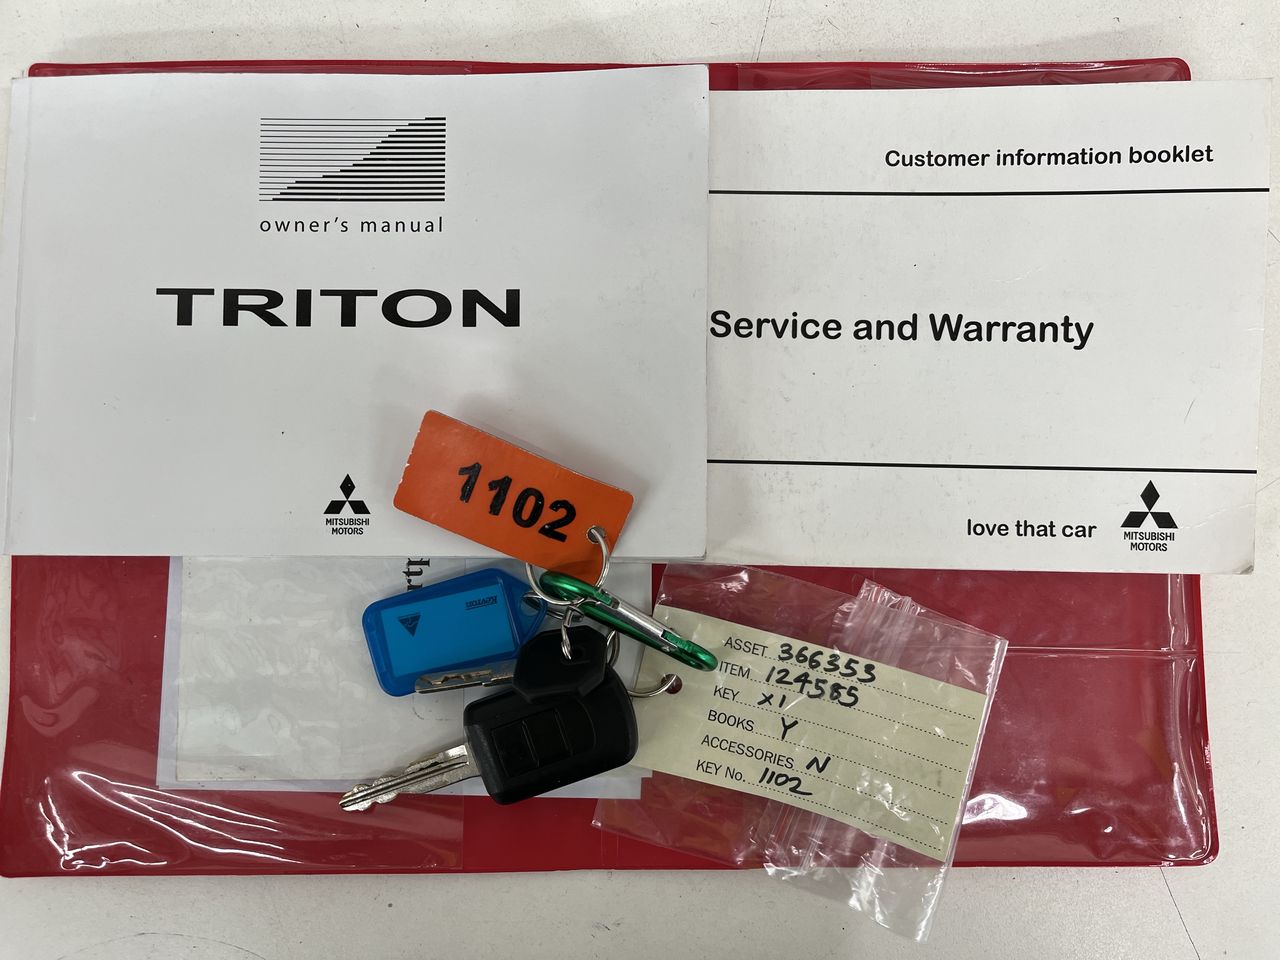 owner's manual
TRITON
MITSUBISHI
MOTORS
Customer information booklet
Service and Warranty
love that car
MITSUBISHI
MOTORS
1102
Kevron
ASSET 366353
ITEM 124585
KEY X1
BOOKS Y
ACCESSORIES N
KEY No. 1102